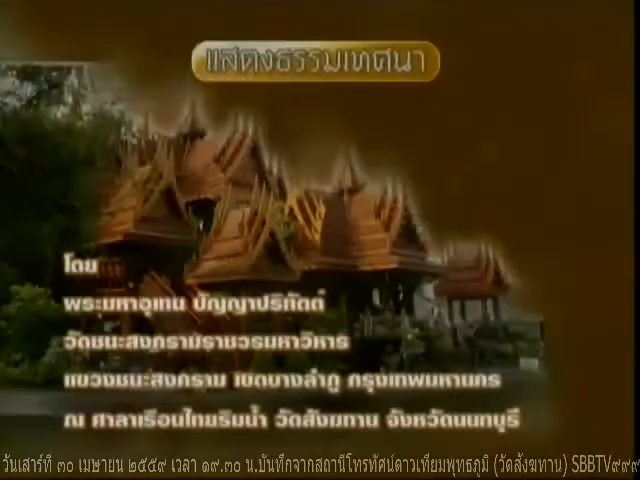 แสดงธรรมเทศนา
โดย
พระมหาอุเทน ปัญญาปริทัตต์
วัดชนะสงครามราชวรมหาวิหาร
แขวงชนะสงคราม เขตบางลำภู กรุงเทพมหานคร
ณ ศาลาเรือนไทยริมน้ำ วัดสังฆทาน จังหวัดนนทบุรี
วันเสาร์ที่ ๓๐ เมษายน ๒๕๕๙ เวลา ๑๙.๓๐ น.บันทึกจากสถานีโทรทัศน์ดาวเทียมพุทธภูมิ (วัดสังฆทาน) SBBTV๙๙๙